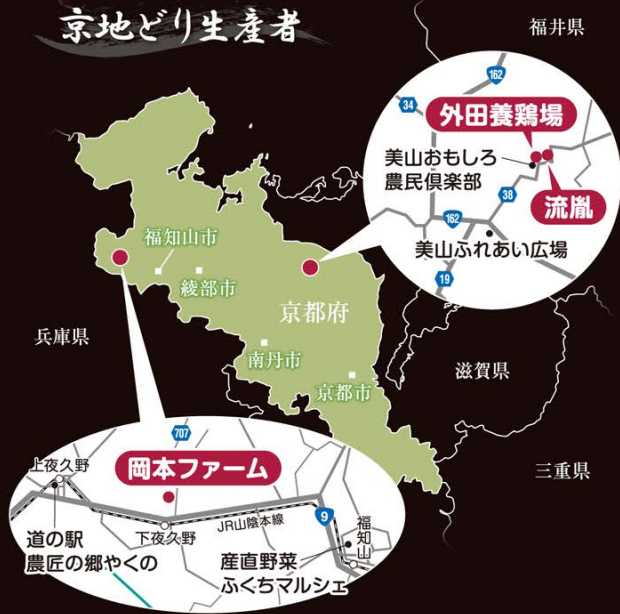 京地どり生産者
福井県
162
34
外田養鶏場
美山おもしろ
農民倶楽部
38
流胤
162
美山ふれあい広場
19
福知山市
綾部市
京都府
兵庫県
南丹市
京都市
滋賀県
三重県
707
上夜久野
岡本ファーム
JR山陰本線
9
下夜久野
道の駅
農匠の郷やくの
産直野菜
ふくちマルシェ
福知山